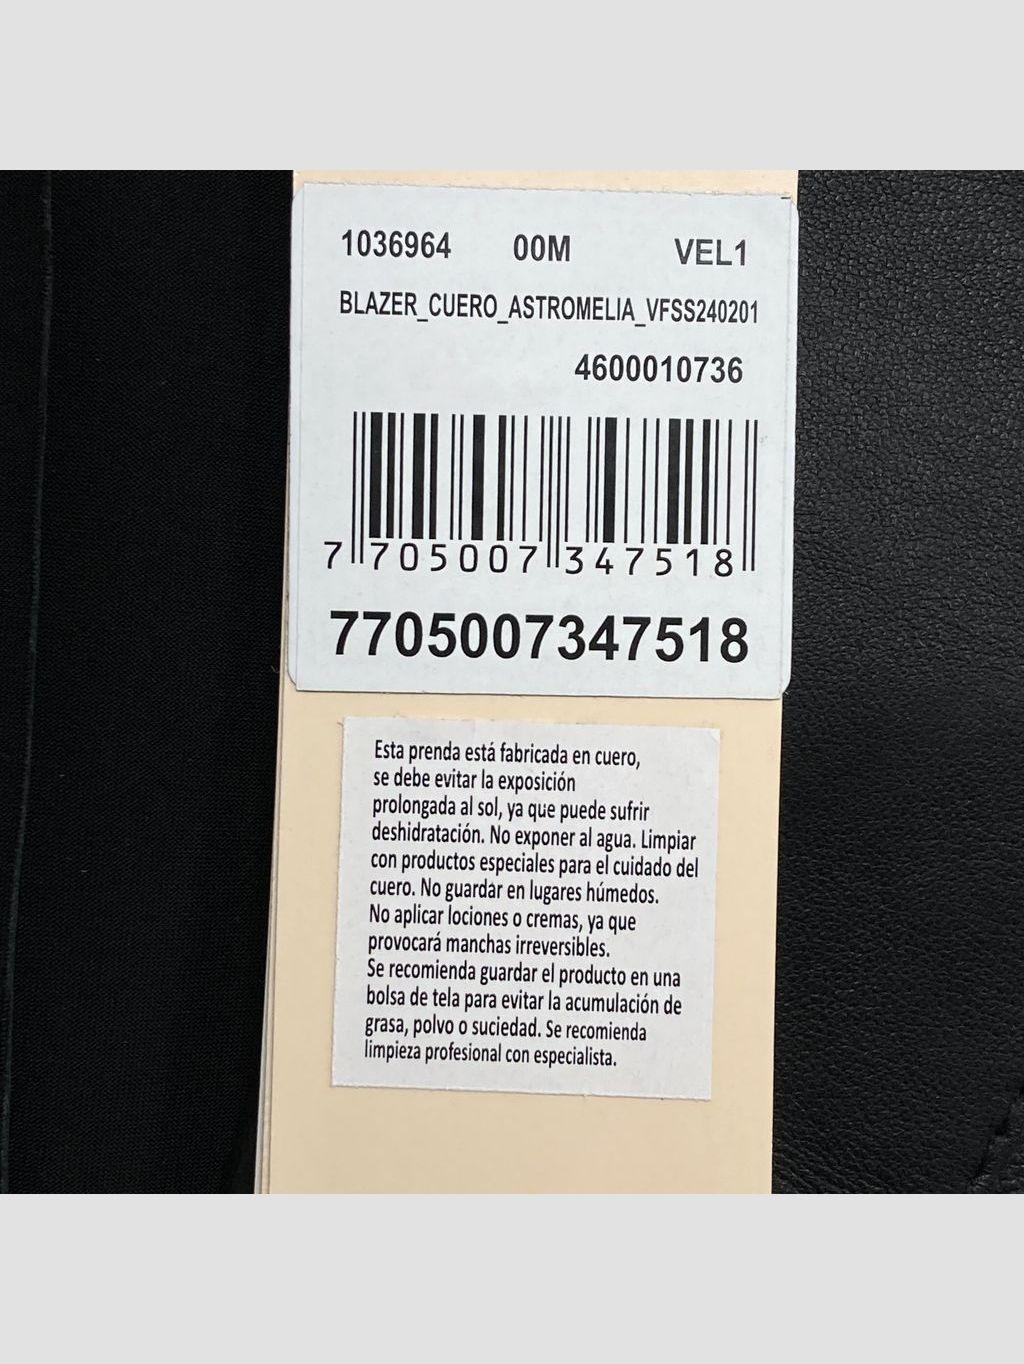 1036964 00M VEL1
BLAZER_CUERO_ASTROMELIA_VFSS240201
4600010736
7 705007 347518
7705007347518
Esta prenda está fabricada en cuero,
se debe evitar la exposición
prolongada al sol, ya que puede sufrir
deshidratación. No exponer al agua. Limpiar
con productos especiales para el cuidado del
cuero. No guardar en lugares húmedos.
No aplicar lociones o cremas, ya que
provocará manchas irreversibles.
Se recomienda guardar el producto en una
bolsa de tela para evitar la acumulación de
grasa, polvo o suciedad. Se recomienda
limpieza profesional con especialista.